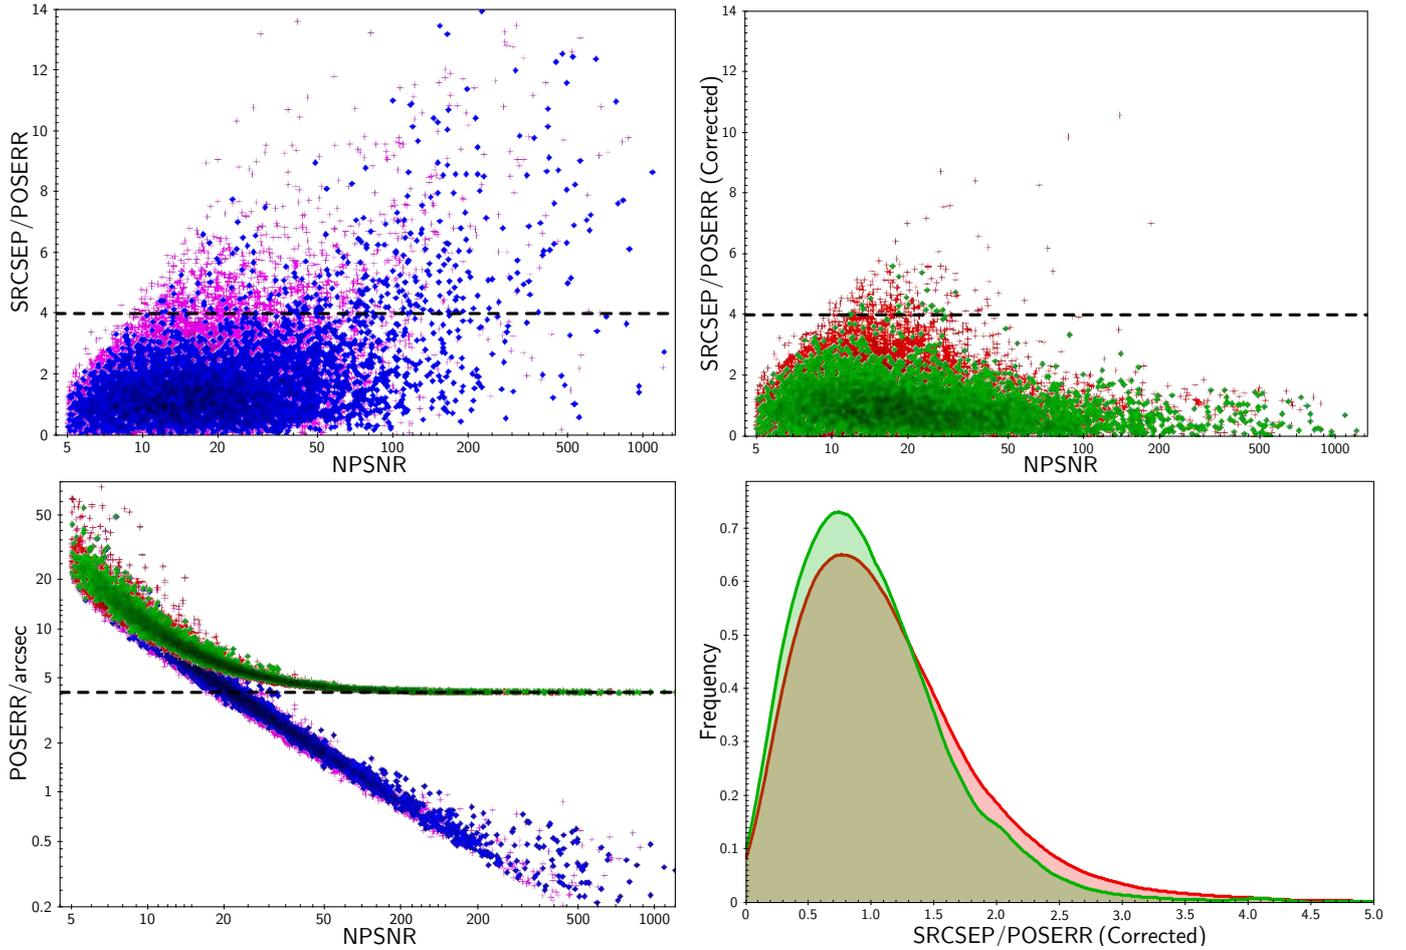 14
12
10
8
6
4
2
0
SRCSEP/POSERR
5 10 20 50 100 200 500 1000
NPSNR
14
12
10
8
6
4
2
0
SRCSEP/POSERR (Corrected)
5 10 20 50 100 200 500 1000
NPSNR
50
20
10
5
2
1
0.5
0.2
POSERR/arcsec
5 10 20 50 200 200 500 1000
NPSNR
0.7
0.6
0.5
0.4
0.3
0.2
0.1
0
Frequency
0 0.5 1.0 1.5 2.0 2.5 3.0 3.5 4.0 4.5 5.0
SRCSEP/POSERR (Corrected)